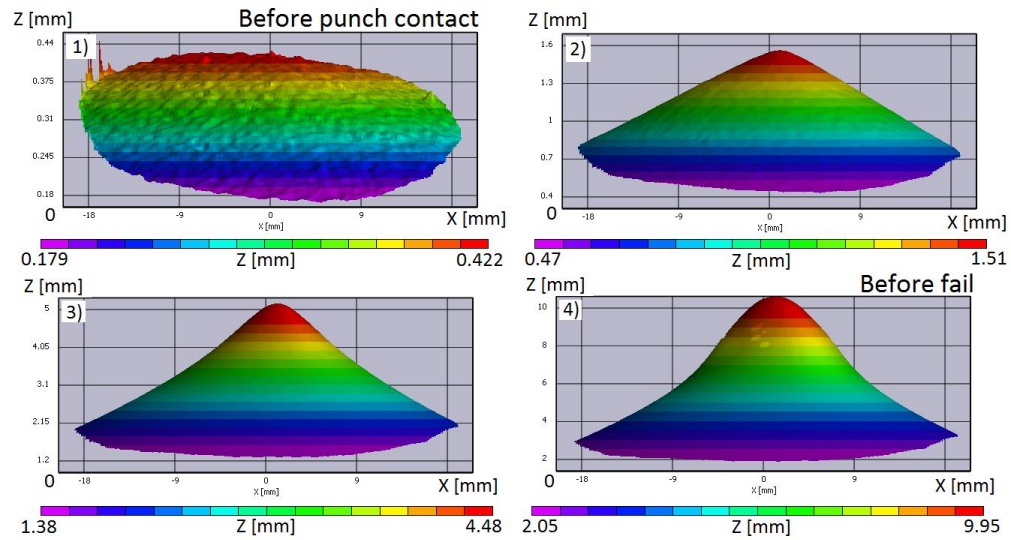 Z [mm]
Before punch contact
1)
0.44
0.375
0.31
0.245
0.18
0
-18
-9
0
9
X [mm]
X [mm]
0.179
Z [mm]
0.422
Z [mm]
2)
1.6
1.3
1
0.7
0.4
0
-18
-9
0
9
X [mm]
X [mm]
0.47
Z [mm]
1.51
Z [mm]
3)
5
4.05
3.1
2.15
1.2
0
-18
-9
0
9
X [mm]
X [mm]
1.38
Z [mm]
4.48
Z [mm]
Before fail
4)
10
8
6
4
2
0
-18
-9
0
9
X [mm]
X [mm]
2.05
Z [mm]
9.95